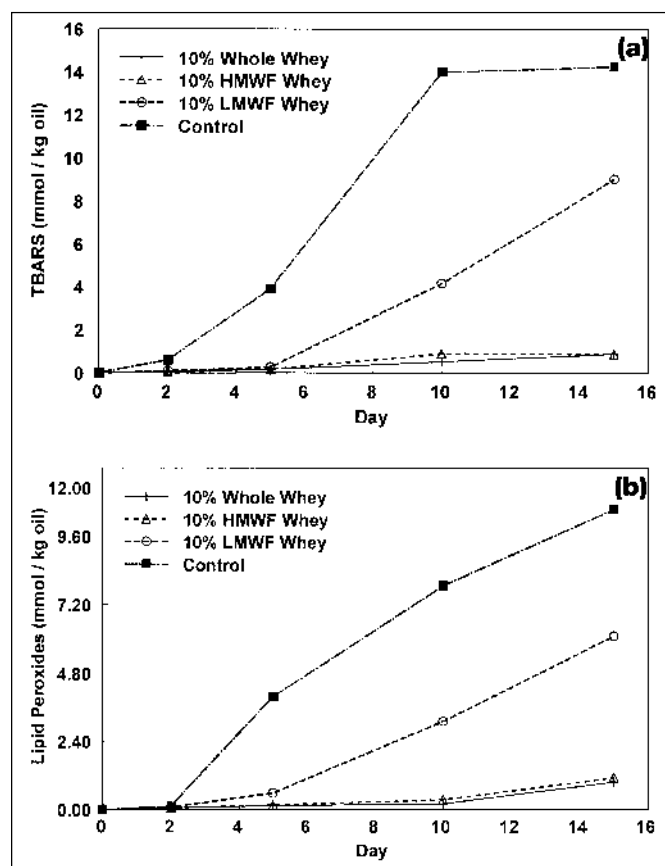 (a)
10% Whole Whey
10% HMWF Whey
10% LMWF Whey
Control
TBARS (mmol / kg oil)
16
14
12
10
8
6
4
2
0
0 2 4 6 8 10 12 14 16
Day
(b)
10% Whole Whey
10% HMWF Whey
10% LMWF Whey
Control
Lipid Peroxides (mmol / kg oil)
12.00
9.60
7.20
4.80
2.40
0.00
0 2 4 6 8 10 12 14 16
Day